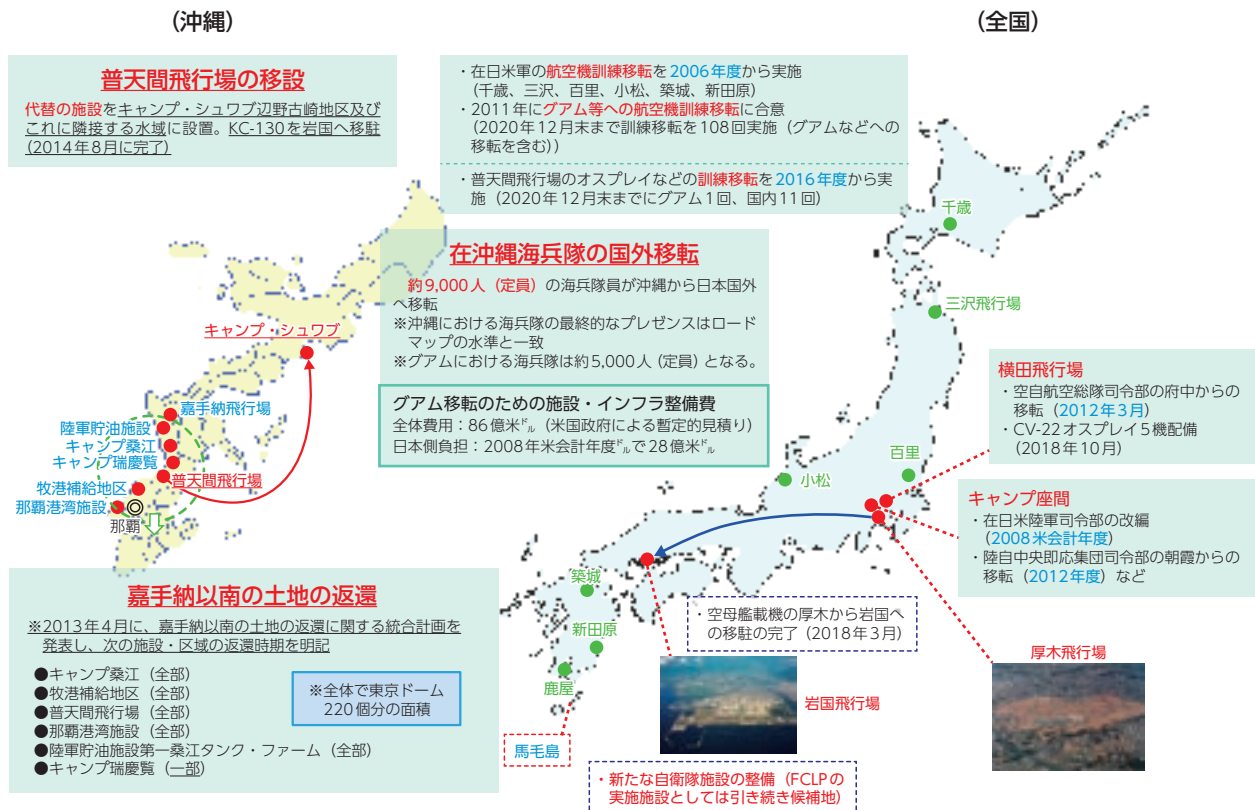 (沖縄)
普天間飛行場の移設
代替の施設をキャンプ・シュワブ辺野古崎地区及び
これに隣接する水域に設置。KC-130を岩国へ移駐
(2014年8月に完了)
キャンプ・シュワブ
嘉手納飛行場
陸軍貯油施設
キャンプ桑江
キャンプ瑞慶覧
普天間飛行場
牧港補給地区
那覇港湾施設
那覇
嘉手納以南の土地の返還
※2013年4月に、嘉手納以南の土地の返還に関する統合計画を
発表し、次の施設・区域の返還時期を明記
●キャンプ桑江(全部)
●牧港補給地区(全部)
●普天間飛行場(全部)
●那覇港湾施設(全部)
●陸軍貯油施設第一桑江タンク・ファーム(全部)
●キャンプ瑞慶覧(一部)
※全体で東京ドーム
220個分の面積
(全国)
・在日米軍の航空機訓練移転を2006年度から実施
(千歳、三沢、百里、小松、築城、新田原)
・2011年にグアム等への航空機訓練移転に合意
(2020年12月末まで訓練移転を108回実施(グアムなどへの
移転を含む))
・普天間飛行場のオスプレイなどの訓練移転を2016年度から実
施(2020年12月末までにグアム1回、国内11回)
在沖縄海兵隊の国外移転
約9,000人(定員)の海兵隊員が沖縄から日本国外
へ移転
※沖縄における海兵隊の最終的なプレゼンスはロード
マップの水準と一致
※グアムにおける海兵隊は約5,000人(定員)となる。
グアム移転のための施設・インフラ整備費
全体費用:86億米ドル(米国政府による暫定的見積り)
日本側負担:2008年米会計年度ドルで28億米ドル
千歳
三沢飛行場
横田飛行場
・空自航空総隊司令部の府中からの
移転(2012年3月)
・CV-22オスプレイ5機配備
(2018年10月)
百里
小松
キャンプ座間
・在日米陸軍司令部の改編
(2008米会計年度)
・陸自中央即応集団司令部の朝霞からの
移転(2012年度)など
築城
新田原
鹿屋
馬毛島
・空母艦載機の厚木から岩国へ
の移駐の完了(2018年3月)
岩国飛行場
厚木飛行場
・新たな自衛隊施設の整備(FCLPの
実施施設としては引き続き候補地)